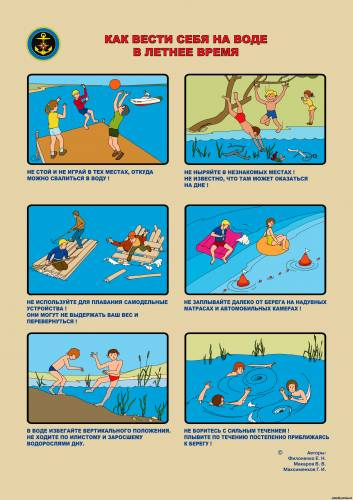 КАК ВЕСТИ СЕБЯ НА ВОДЕ
В ЛЕТНЕЕ ВРЕМЯ
НЕ СТОЙ И НЕ ИГРАЙ В ТЕХ МЕСТАХ, ОТКУДА
МОЖНО СВАЛИТЬСЯ В ВОДУ !
НЕ НЫРЯЙТЕ В НЕЗНАКОМЫХ МЕСТАХ !
НЕ ИЗВЕСТНО, ЧТО ТАМ МОЖЕТ ОКАЗАТЬСЯ
НА ДНЕ !
НЕ ИСПОЛЬЗУЙТЕ ДЛЯ ПЛАВАНИЯ САМОДЕЛЬНЫЕ
УСТРОЙСТВА !
ОНИ МОГУТ НЕ ВЫДЕРЖАТЬ ВАШ ВЕС И
ПЕРЕВЕРНУТЬСЯ !
НЕ ЗАПЛЫВАЙТЕ ДАЛЕКО ОТ БЕРЕГА НА НАДУВНЫХ
МАТРАСАХ И АВТОМОБИЛЬНЫХ КАМЕРАХ !
В ВОДЕ ИЗБЕГАЙТЕ ВЕРТИКАЛЬНОГО ПОЛОЖЕНИЯ.
НЕ ХОДИТЕ ПО ИЛИСТОМУ И ЗАРОСШЕМУ
ВОДОРОСЛЯМИ ДНУ.
НЕ БОРИТЕСЬ С СИЛЬНЫМ ТЕЧЕНИЕМ !
ПЛЫВИТЕ ПО ТЕЧЕНИЮ ПОСТЕПЕННО ПРИБЛИЖАЯСЬ
К БЕРЕГУ !
© Авторы:
Филоненко Е. Н.
Макаров В. В.
Максименков Г. И.